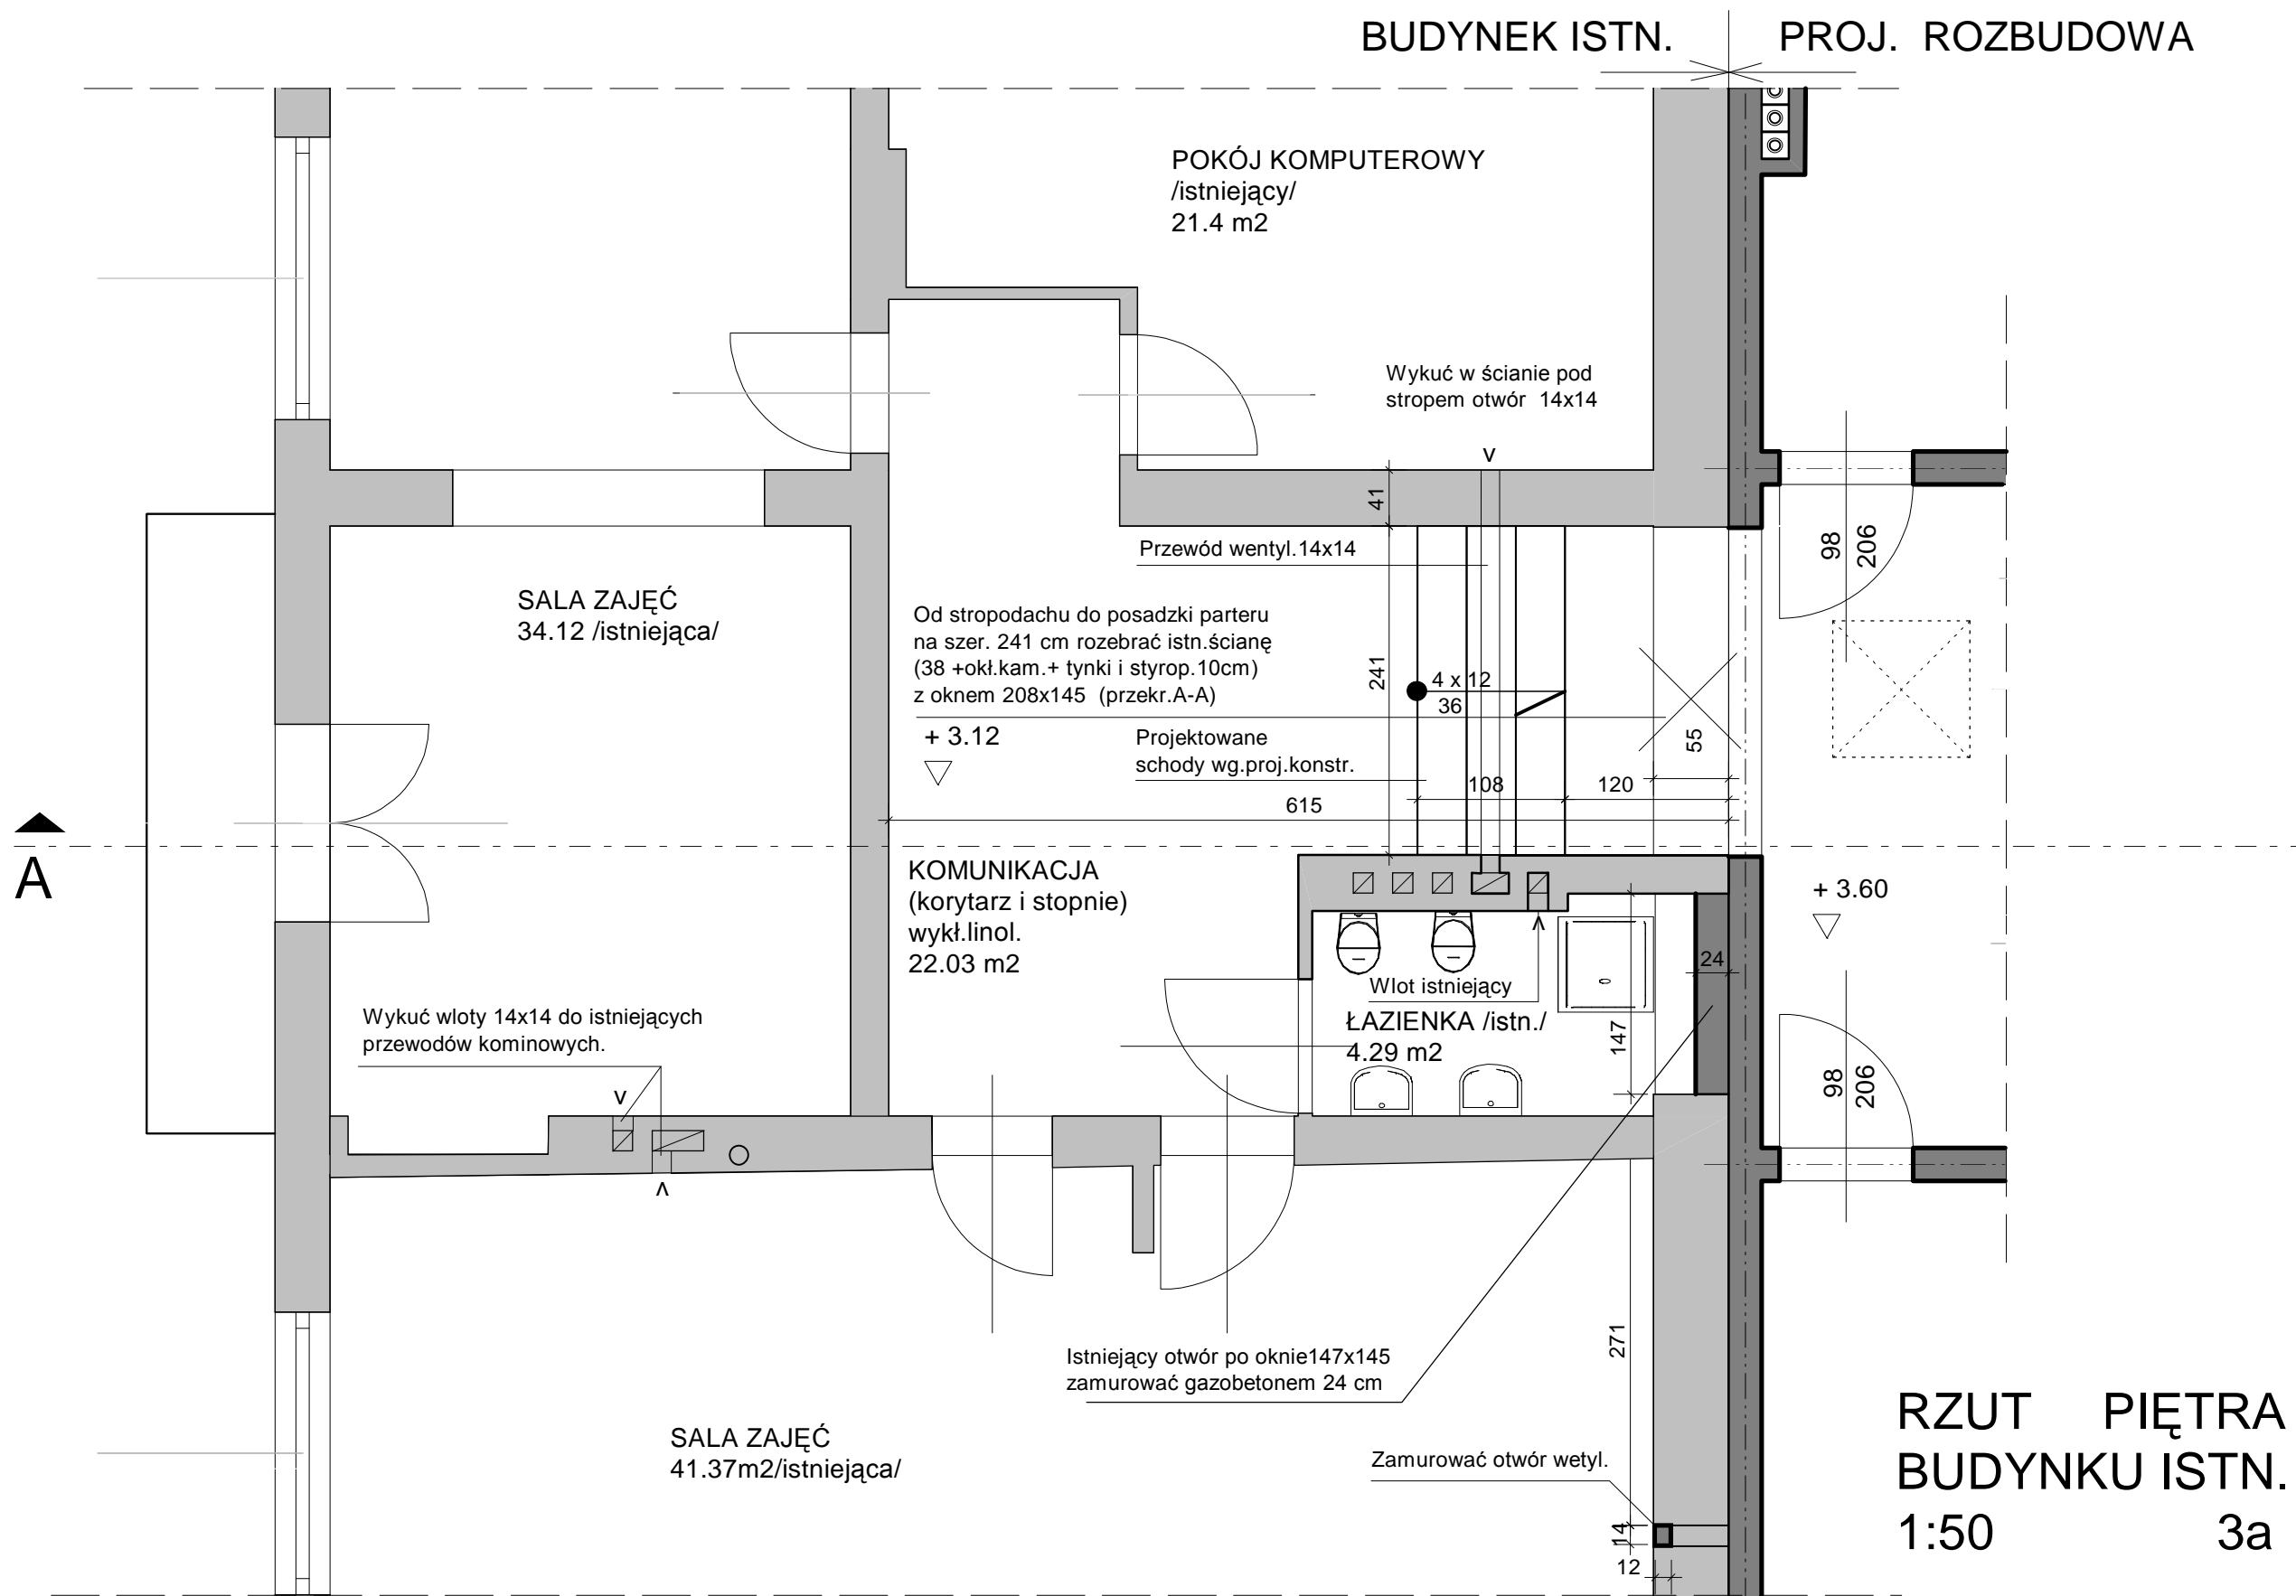 BUDYNEK ISTN. PROJ. ROZBUDOWA
POKÓJ KOMPUTEROWY
/istniejący/
21.4 m2
Wykuć w ścianie pod
stropem otwór 14x14
v
41
Przewód wentyl.14x14
98
206
SALA ZAJĘĆ
34.12 /istniejąca/
Od stropodachu do posadzki parteru
na szer. 241 cm rozebrać istn.ścianę
(38 +okł.kam.+ tynki i styrop.10cm)
z oknem 208x145 (przekr.A-A)
241
4 x 12
36
+ 3.12
Projektowane
schody wg.proj.konstr.
55
108
120
615
A
KOMUNIKACJA
(korytarz i stopnie)
wykł.linol.
22.03 m2
+ 3.60
24
Wlot istniejący
ŁAZIENKA /istn./
4.29 m2
147
98
206
Wykuć wloty 14x14 do istniejących
przewodów kominowych.
v
271
Istniejący otwór po oknie147x145
zamurować gazobetonem 24 cm
SALA ZAJĘĆ
41.37m2/istniejąca/
Zamurować otwór wetyl.
14
12
RZUT PIĘTRA
BUDYNKU ISTN.
1:50 3a